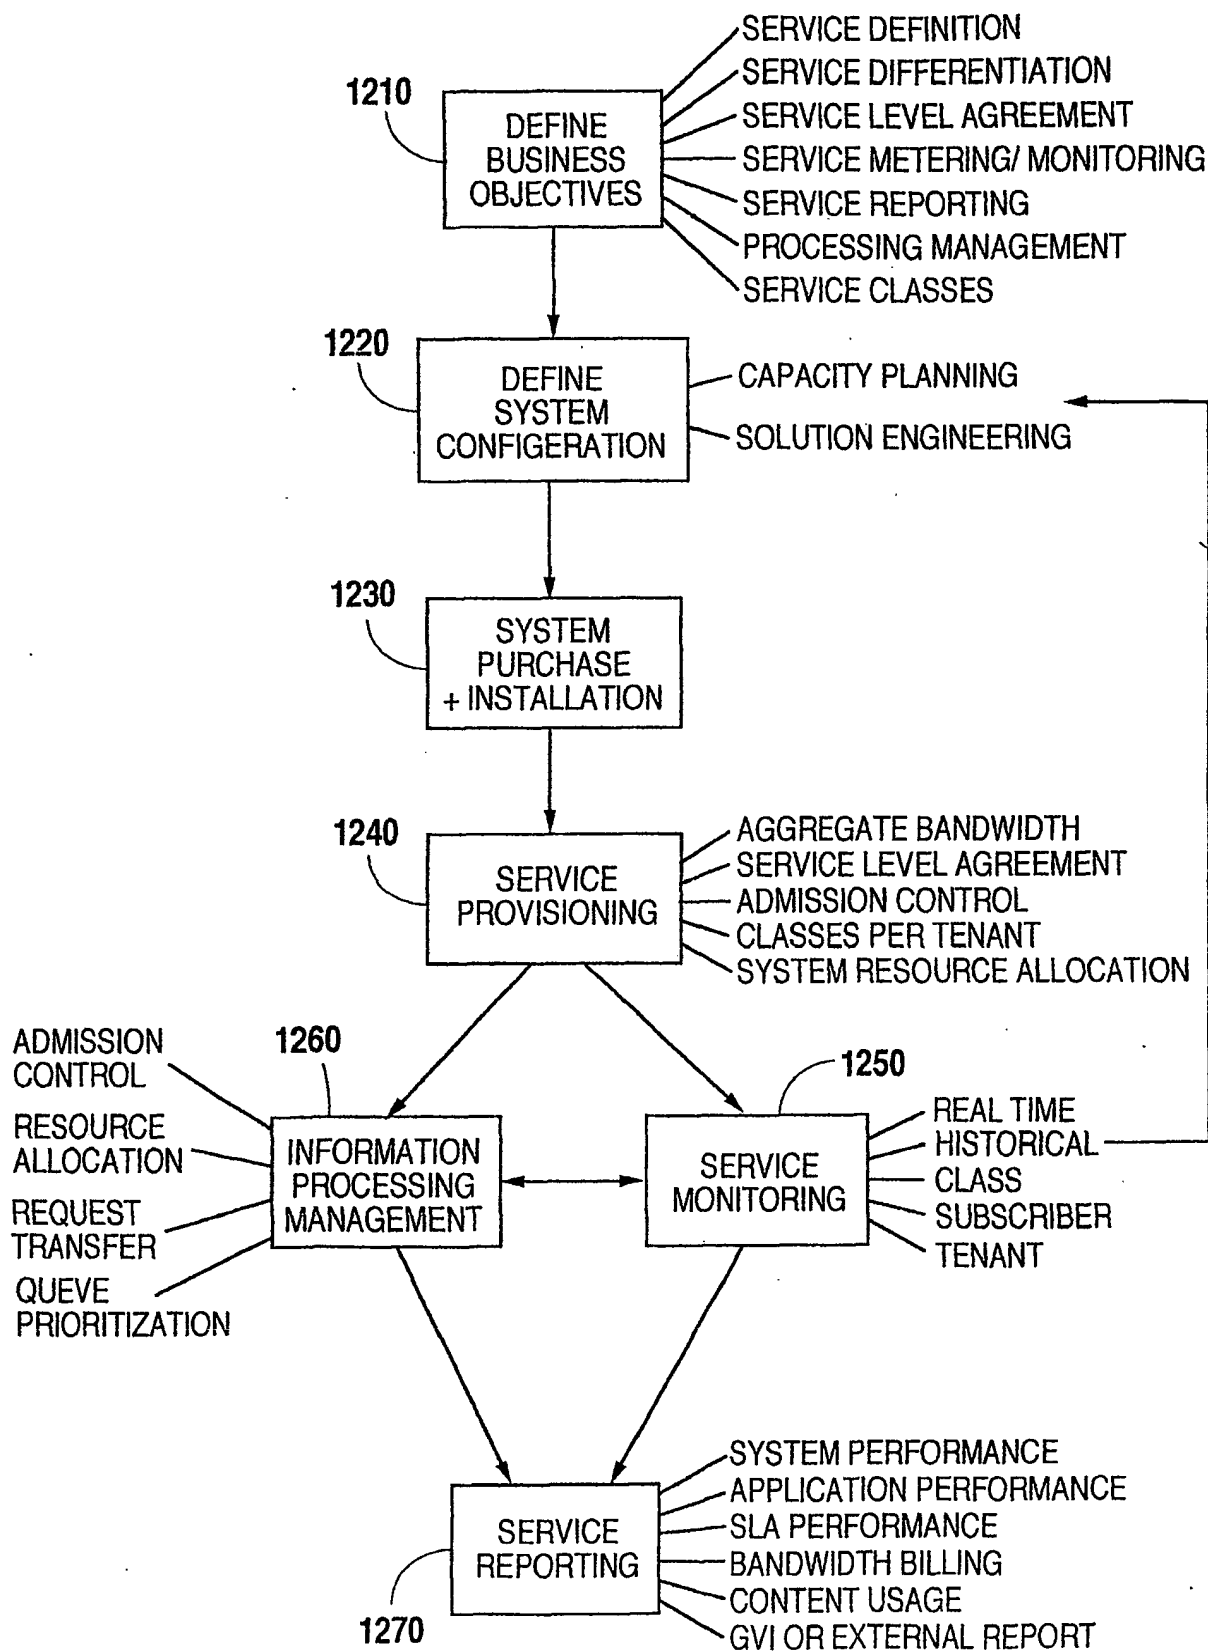 1210
DEFINE
BUSINESS
OBJECTIVES
SERVICE DEFINITION
SERVICE DIFFERENTIATION
SERVICE LEVEL AGREEMENT
SERVICE METERING/ MONITORING
SERVICE REPORTING
PROCESSING MANAGEMENT
SERVICE CLASSES
1220
DEFINE
SYSTEM
CONFIGERATION
CAPACITY PLANNING
SOLUTION ENGINEERING
1230
SYSTEM
PURCHASE
+ INSTALLATION
1240
SERVICE
PROVISIONING
AGGREGATE BANDWIDTH
SERVICE LEVEL AGREEMENT
ADMISSION CONTROL
CLASSES PER TENANT
SYSTEM RESOURCE ALLOCATION
ADMISSION
CONTROL
RESOURCE
ALLOCATION
REQUEST
TRANSFER
QUEVE
PRIORITIZATION
1260
INFORMATION
PROCESSING
MANAGEMENT
1250
SERVICE
MONITORING
REAL TIME
HISTORICAL
CLASS
SUBSCRIBER
TENANT
SERVICE
REPORTING
1270
SYSTEM PERFORMANCE
APPLICATION PERFORMANCE
SLA PERFORMANCE
BANDWIDTH BILLING
CONTENT USAGE
GVI OR EXTERNAL REPORT